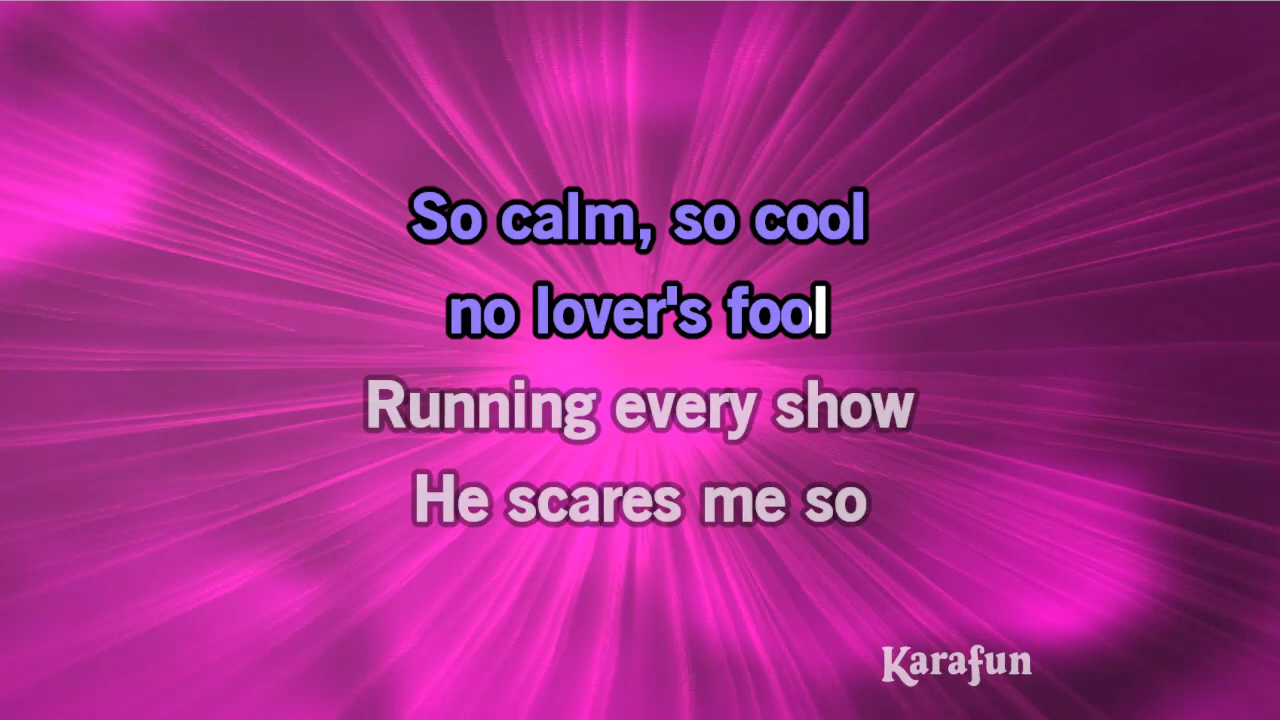 So calm, so cool
no lover's fool
Running every show
He scares me so
Karafun